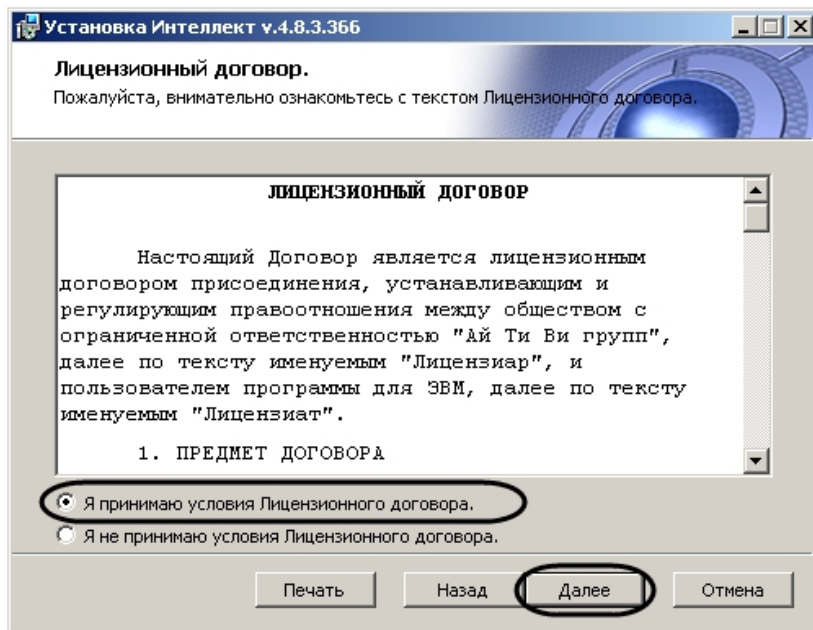 Установка Интеллект v.4.8.3.366
Лицензионный договор.
Пожалуйста, внимательно ознакомьтесь с текстом Лицензионного договора.
ЛИЦЕНЗИОННЫЙ ДОГОВОР
Настоящий Договор является лицензионным
договором присоединения, устанавливающим и
регулирующим правоотношения между обществом с
ограниченной ответственностью "Ай Ти Ви групп",
далее по тексту именуемым "Лицензиар", и
пользователем программы для ЭВМ, далее по тексту
именуемым "Лицензиат".
1. ПРЕДМЕТ ДОГОВОРА
Я принимаю условия Лицензионного договора.
Я не принимаю условия Лицензионного договора.
Печать Назад Далее Отмена